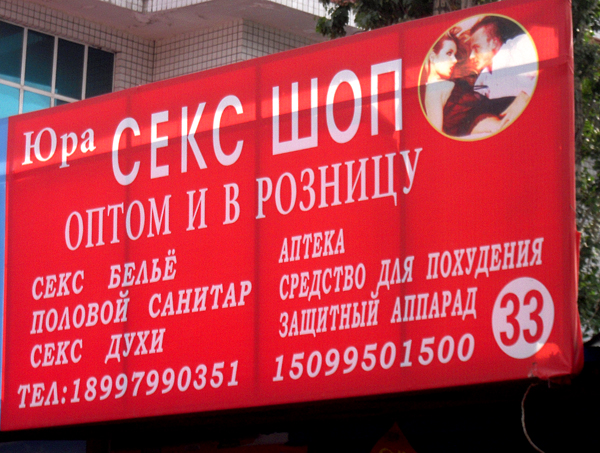 Юра СЕКС ШОП
ОПТОМ И В РОЗНИЦУ
СЕКС БЕЛЬЁ
ПОЛОВОЙ САНИТАР
СЕКС ДУХИ
ТЕЛ:18997990351
АПТЕКА
СРЕДСТВО ДЛЯ ПОХУДЕНИЯ
ЗАЩИТНЫЙ АППАРАД
15099501500
33